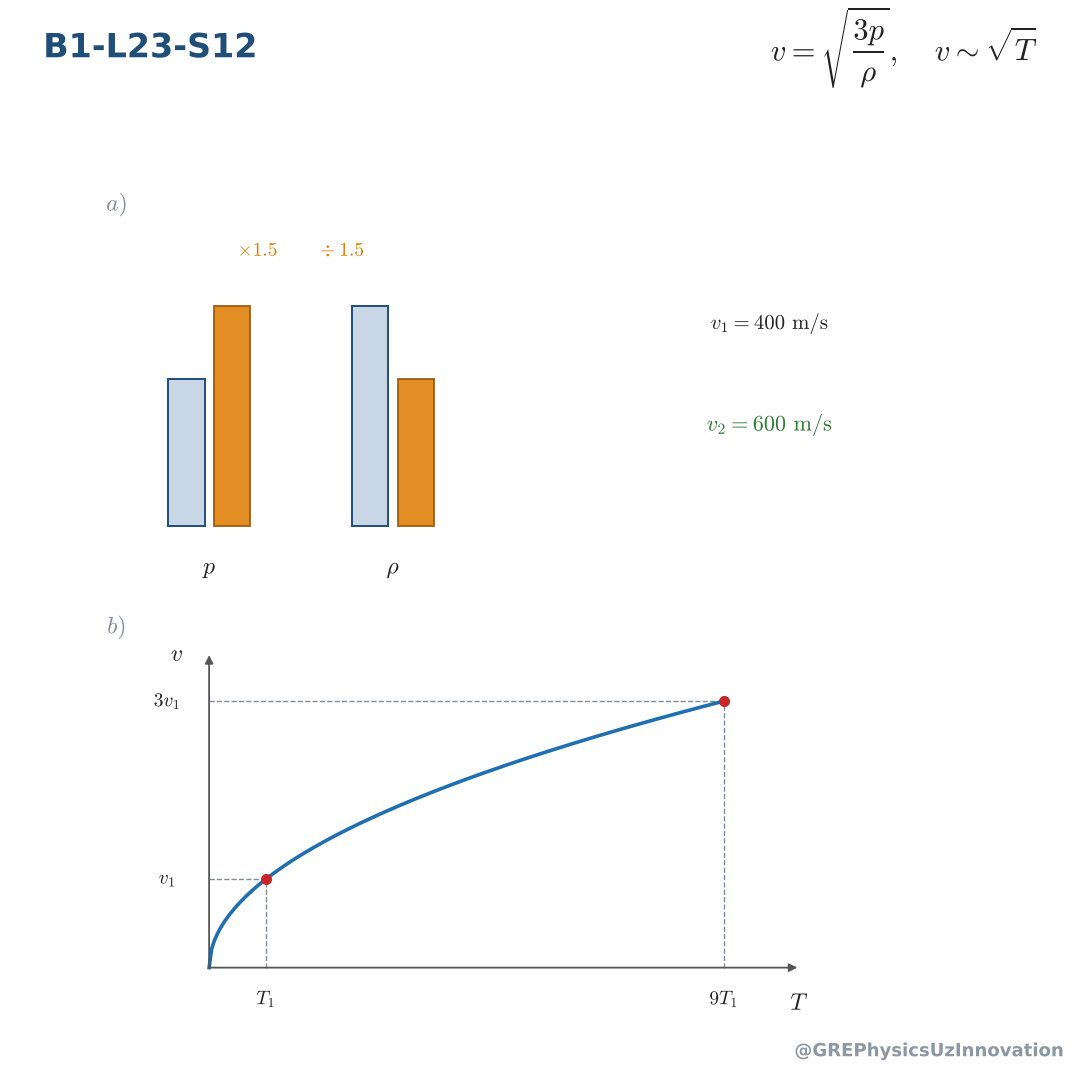 B1-L23-S12
v = √(3p/ρ), v ∼ √T
a)
×1.5 ÷1.5
v₁ = 400 m/s
v₂ = 600 m/s
p ρ
b)
v
3v₁
v₁
T₁ 9T₁ T
@GREPhysicsUzInnovation